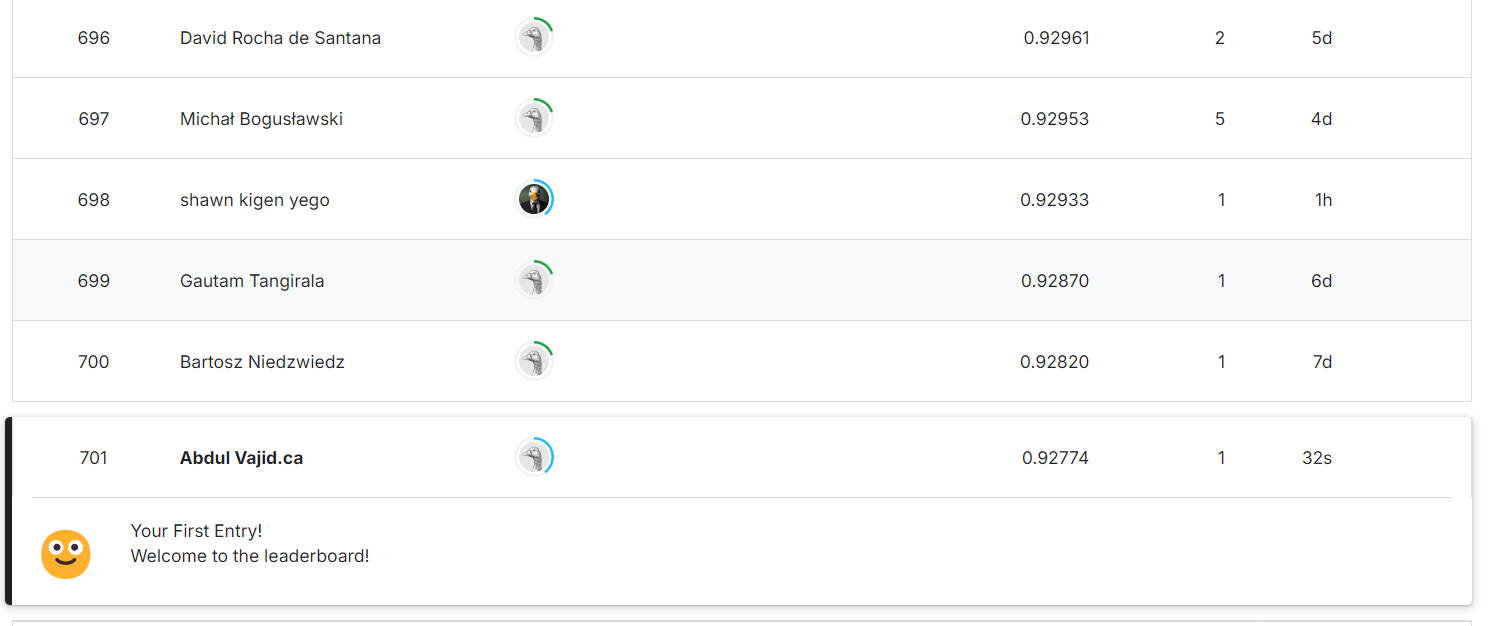 696 David Rocha de Santana 0.92961 2 5d
697 Michał Bogusławski 0.92953 5 4d
698 shawn kigen yego 0.92933 1 1h
699 Gautam Tangirala 0.92870 1 6d
700 Bartosz Niedzwiedz 0.92820 1 7d
701 Abdul Vajid.ca 0.92774 1 32s
Your First Entry!
Welcome to the leaderboard!